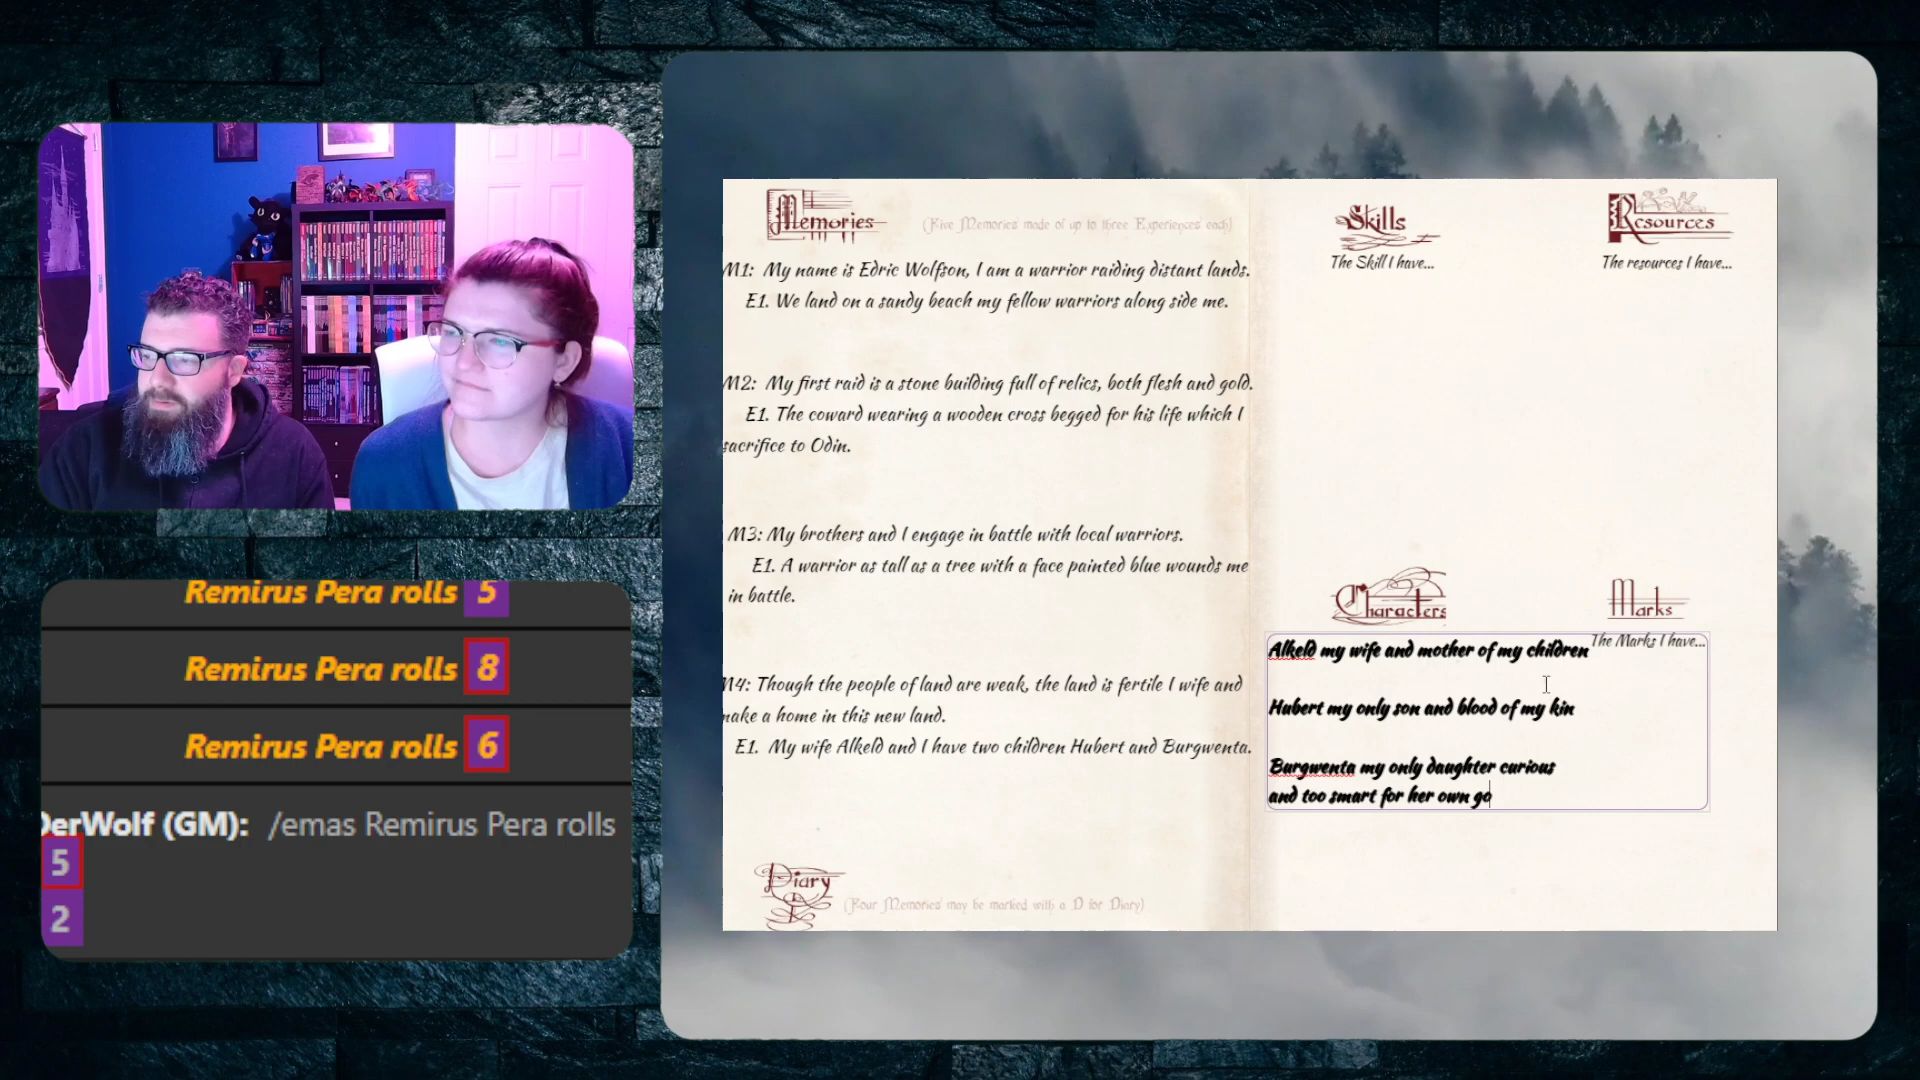 Remirus Pera rolls 5
Remirus Pera rolls 8
Remirus Pera rolls 6
DerWolf (GM): /emas Remirus Pera rolls
5
2
Memories
(Five Memories made of up to three Experiences each)
M1: My name is Edric Wolfson, I am a warrior raiding distant lands.
E1. We land on a sandy beach my fellow warriors along side me.
M2: My first raid is a stone building full of relics, both flesh and gold.
E1. The coward wearing a wooden cross begged for his life which I
sacrifice to Odin.
M3: My brothers and I engage in battle with local warriors.
E1. A warrior as tall as a tree with a face painted blue wounds me
in battle.
M4: Though the people of land are weak, the land is fertile I wife and
make a home in this new land.
E1. My wife Alkeld and I have two children Hubert and Burgwenta.
Diary
(Four Memories may be marked with a D for Diary)
Skills
The Skill I have...
Resources
The resources I have...
Characters
Alkeld my wife and mother of my children
Hubert my only son and blood of my kin
Burgwenta my only daughter curious
and too smart for her own go
Marks
The Marks I have...